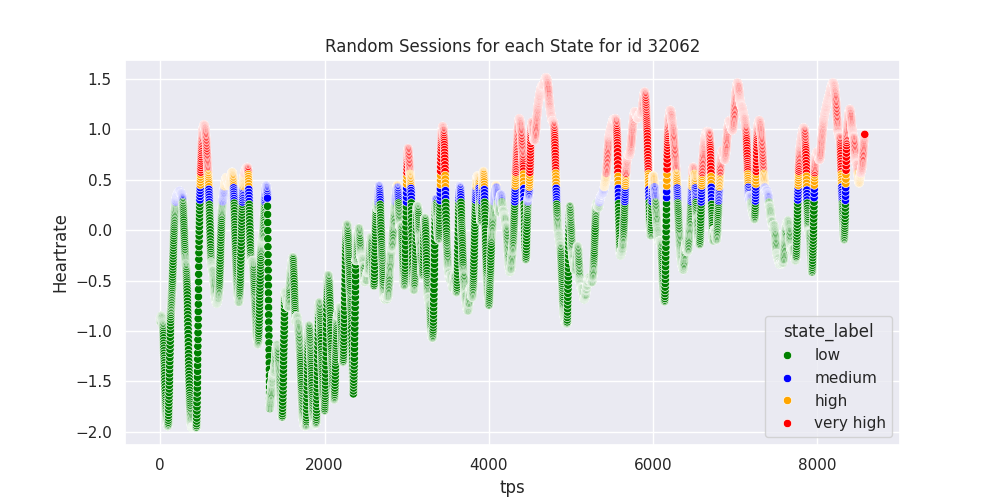 Random Sessions for each State for id 32062
Heartrate
1.5
1.0
0.5
0.0
−0.5
−1.0
−1.5
−2.0
0
2000
4000
6000
8000
tps
state_label
low
medium
high
very high